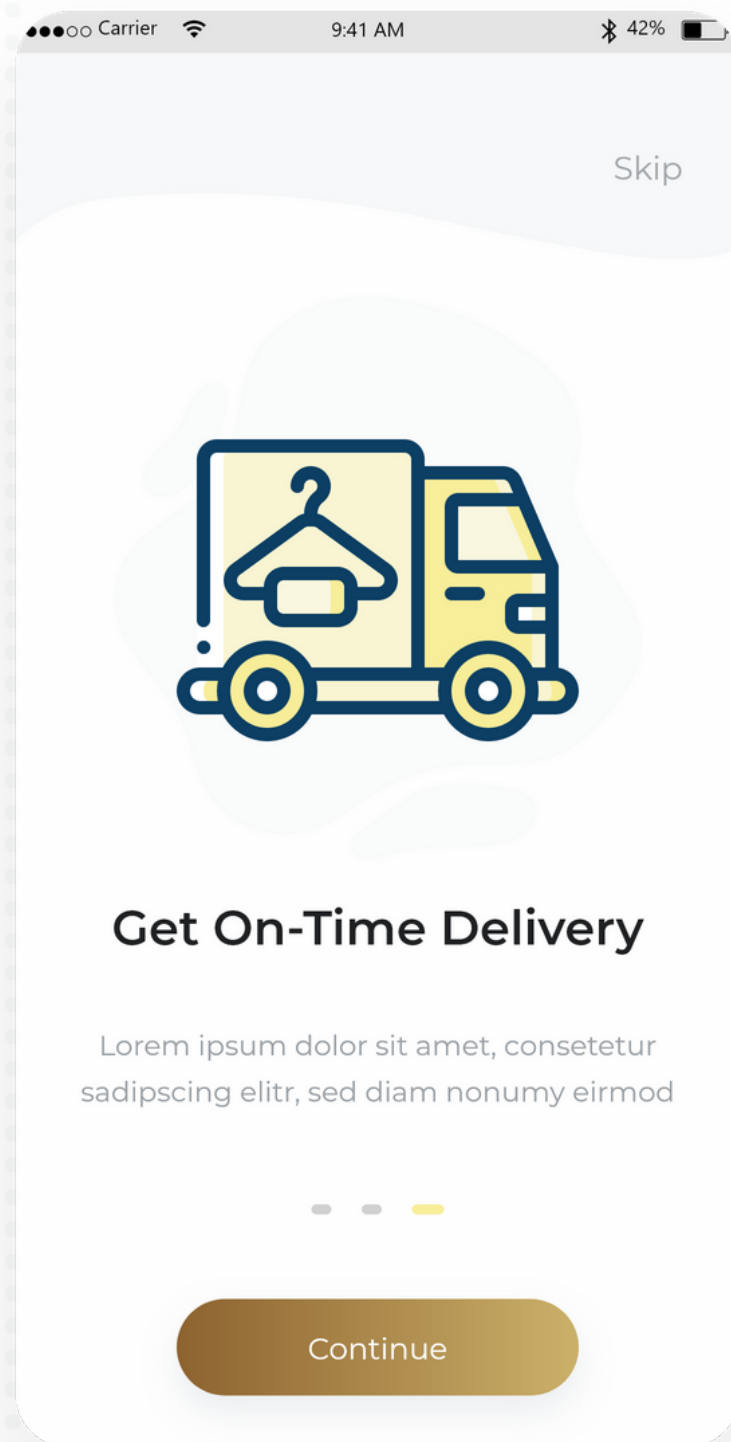 Carrier 9:41 AM 42%
Skip
Get On-Time Delivery
Lorem ipsum dolor sit amet, consetetur
sadipscing elitr, sed diam nonumy eirmod
Continue